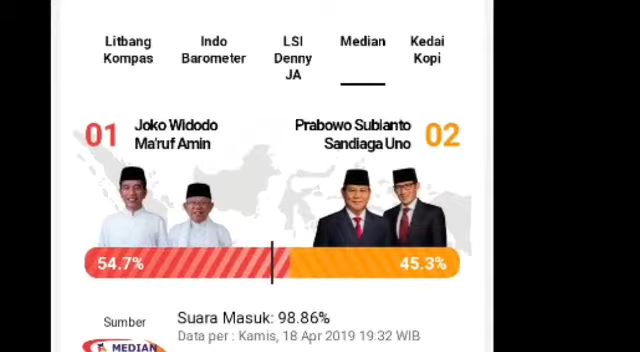 Litbang Kompas
Indo Barometer
LSI Denny JA
Median
Kedai Kopi
01 Joko Widodo
Ma'ruf Amin
Prabowo Subianto 02
Sandiaga Uno
54.7%
45.3%
Sumber
Suara Masuk: 98.86%
Data per : Kamis, 18 Apr 2019 19:32 WIB
MEDIAN